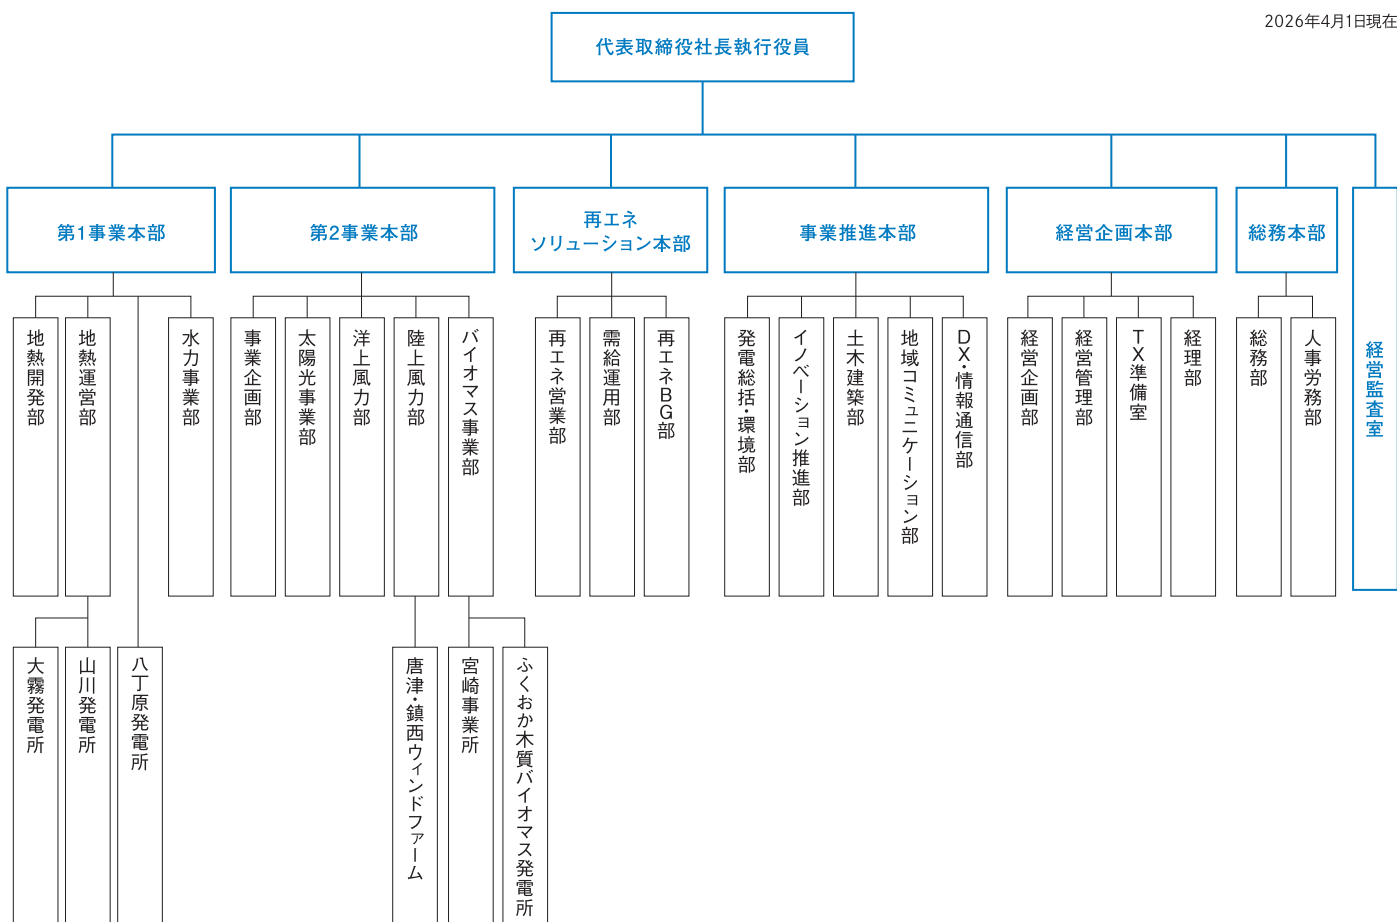 2026年4月1日現在
代表取締役社長執行役員
第1事業本部
第2事業本部
再エネ
ソリューション本部
事業推進本部
経営企画本部
総務本部
経営監査室
地熱開発部
地熱運営部
水力事業部
事業企画部
太陽光事業部
洋上風力部
陸上風力部
バイオマス事業部
再エネ営業部
需給運用部
再エネBG部
発電総括・環境部
イノベーション推進部
土木建築部
地域コミュニケーション部
DX・情報通信部
経営企画部
経営管理部
TX準備室
経理部
総務部
人事労務部
大霧発電所
山川発電所
八丁原発電所
唐津・鎮西ウィンドファーム
宮崎事業所
ふくおか木質バイオマス発電所